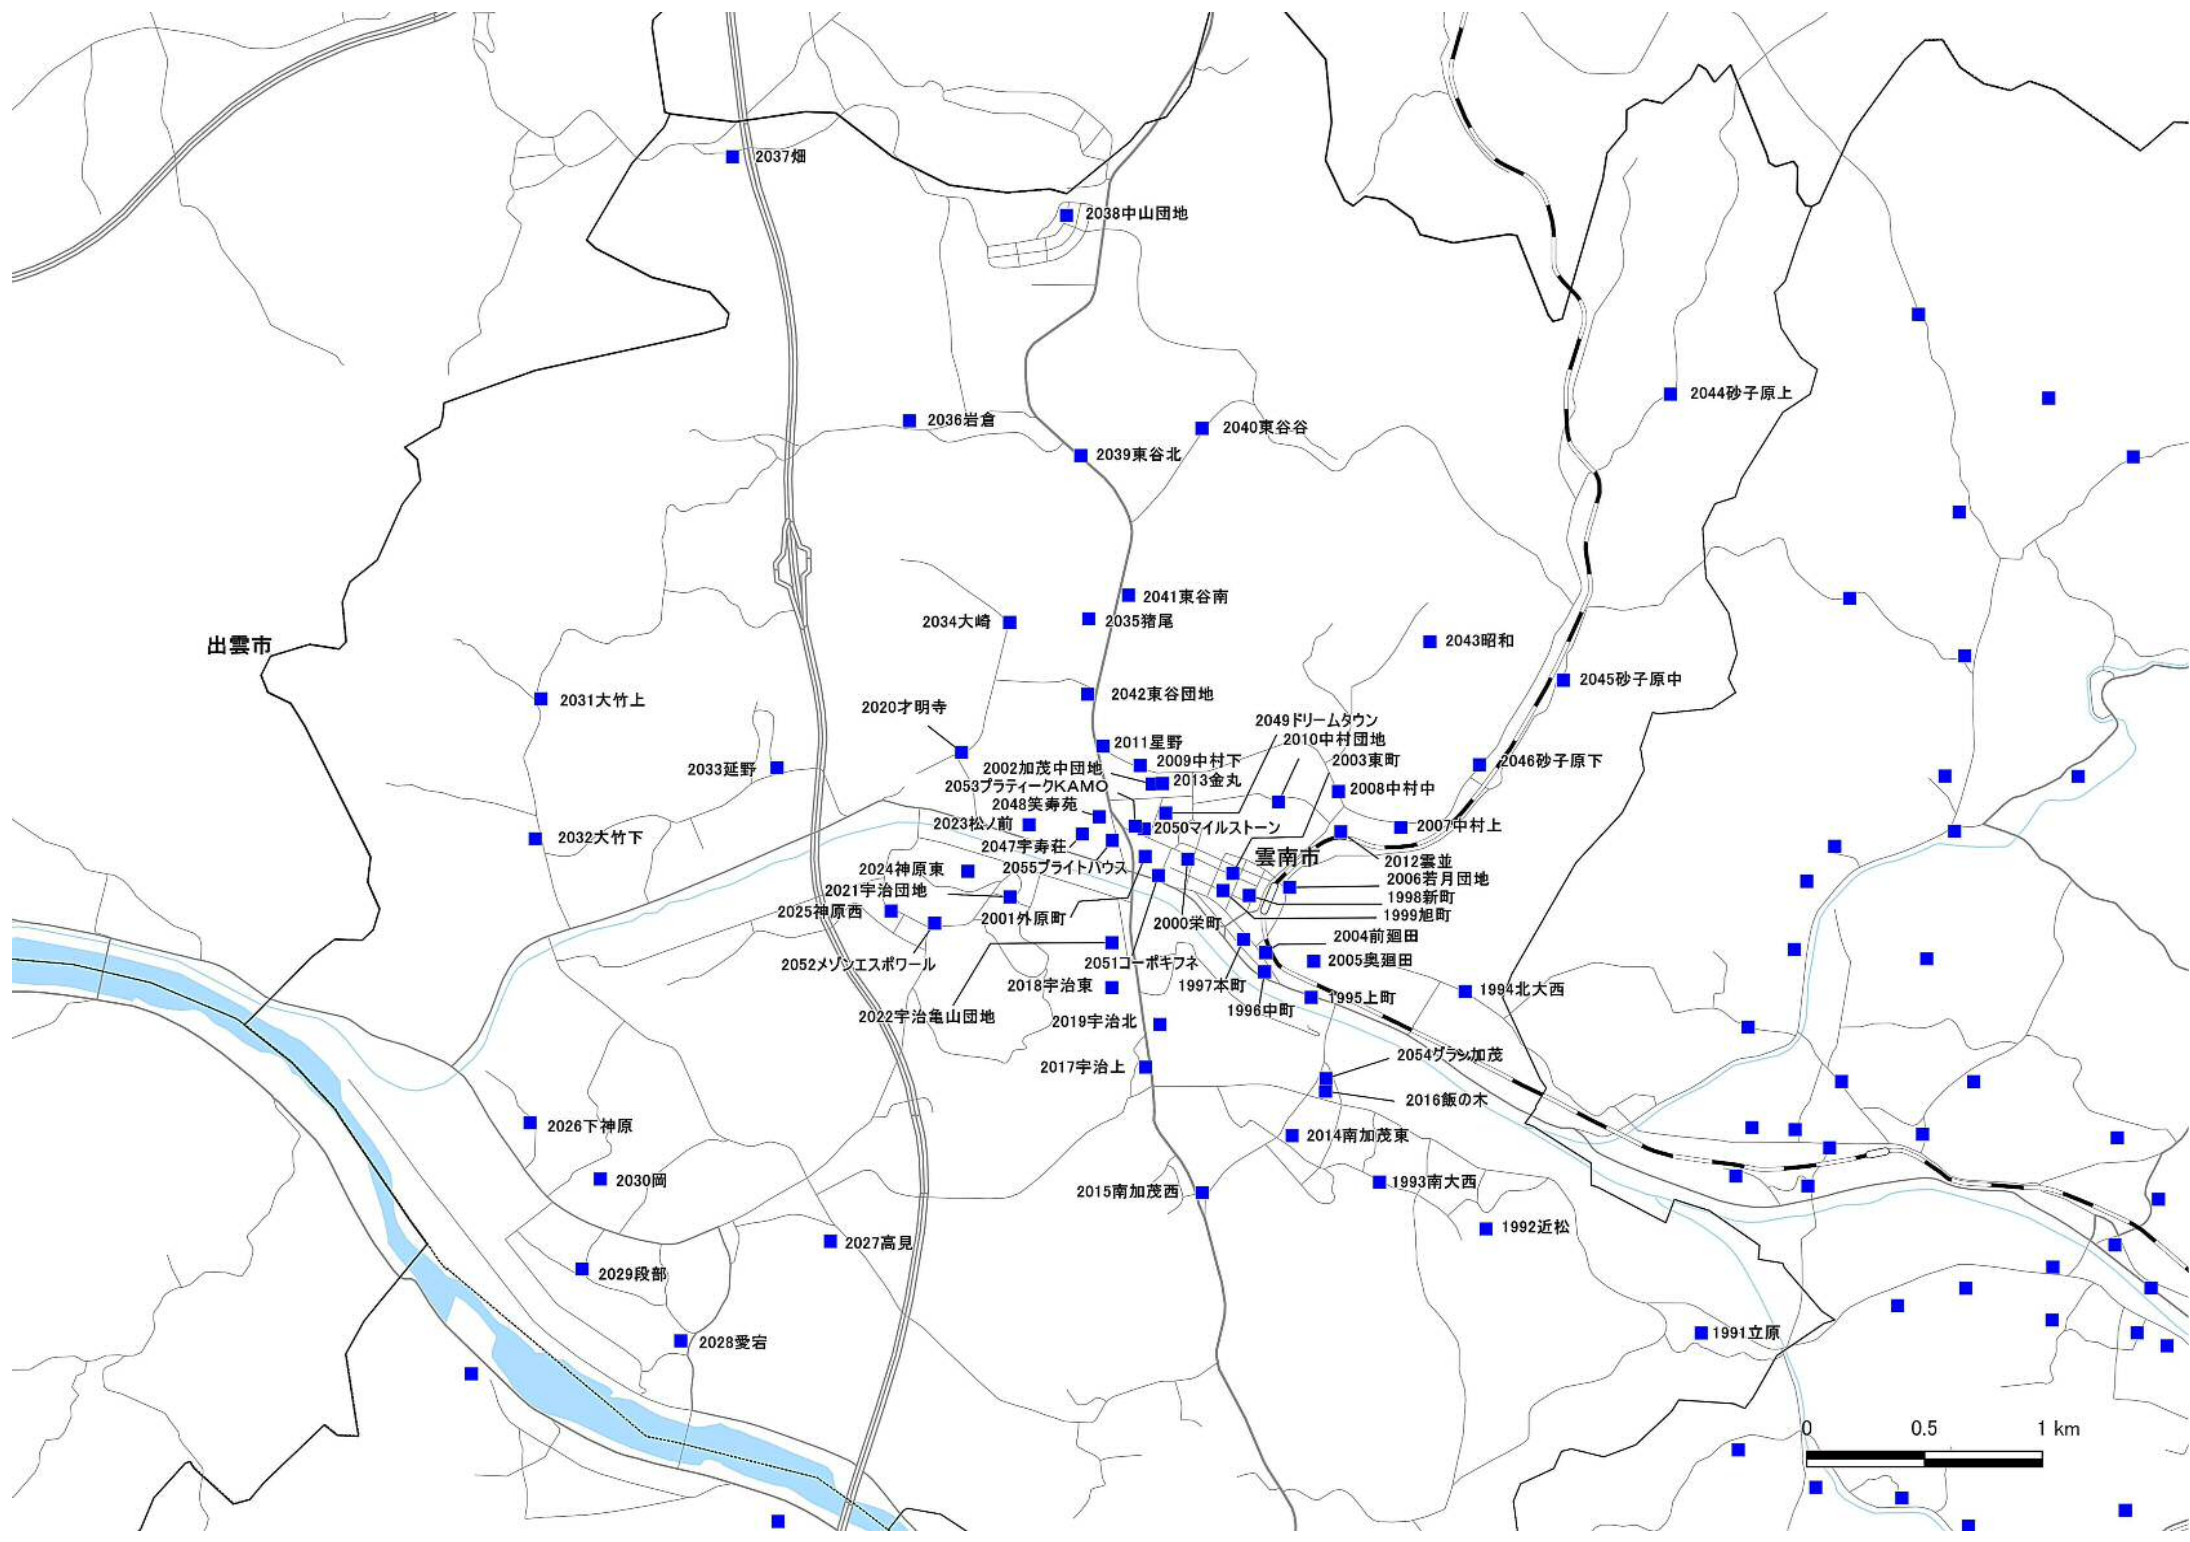 2037畑
2038中山団地
2044砂子原上
2036岩倉
2040東谷谷
2039東谷北
2041東谷南
2034大崎
2035猪尾
2043昭和
出雲市
2045砂子原中
2031大竹上
2042東谷団地
2020才明寺
2049ドリームタウン
2010中村団地
2011星野
2003東町
2009中村下
2046砂子原下
2033延野
2002加茂中団地
2013金丸
2053プラティークKAMO
2008中村中
2048笑寿苑
2023松ノ前
2050マイルストーン
2007中村上
2032大竹下
2047宇寿荘
雲南市
2012雲並
2055ブライトハウス
2024神原東
2006若月団地
2021宇治団地
1998新町
2025神原西
1999旭町
2001外原町
2000栄町
2004前廻田
2052メゾンエスポワール
2051コーポキフネ
2005奥廻田
2018宇治東
1997本町
1994北大西
1995上町
2022宇治亀山団地
2019宇治北
1996中町
2054グラン加茂
2017宇治上
2016飯の木
2026下神原
2014南加茂東
2030岡
1993南大西
2015南加茂西
1992近松
2027高見
2029段部
1991立原
2028愛宕
0 0.5 1 km